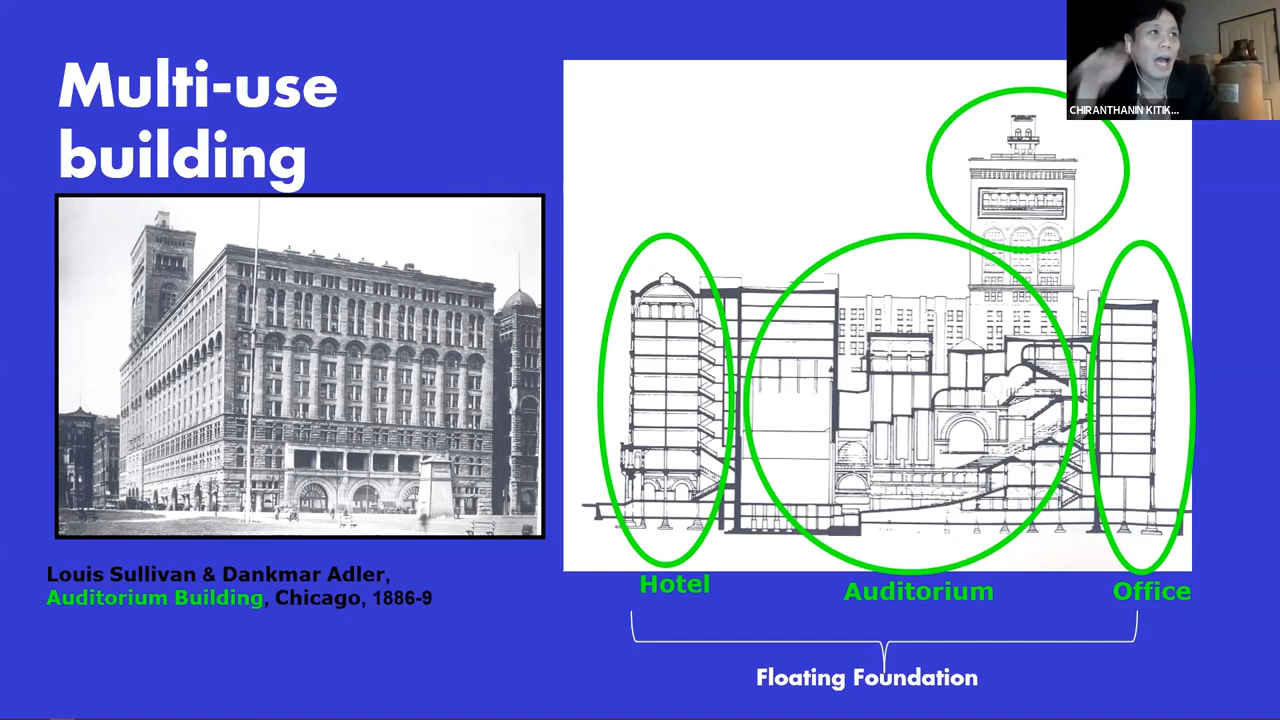 Multi-use
building
CHIRANTHANIN KITIK...
Louis Sullivan & Dankmar Adler,
Auditorium Building, Chicago, 1886-9
Hotel
Auditorium
Office
Floating Foundation